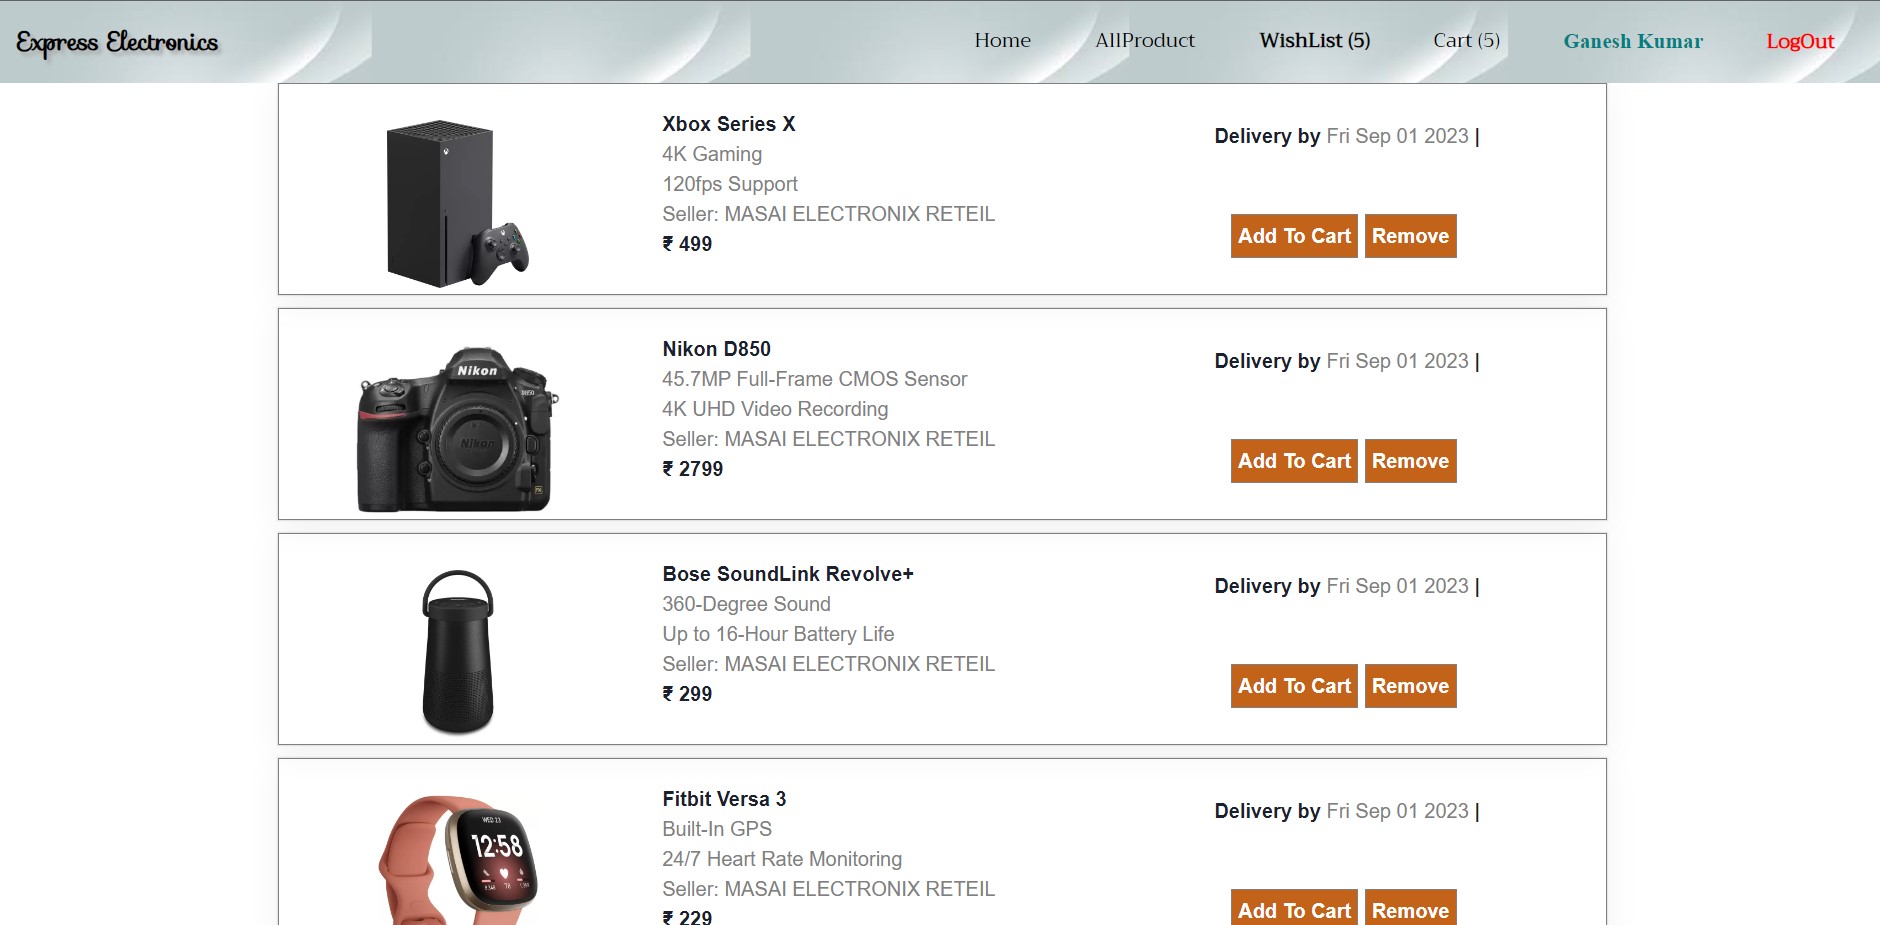 Express Electronics
Home AllProduct WishList (5) Cart (5) Ganesh Kumar LogOut
Xbox Series X
4K Gaming
120fps Support
Seller: MASAI ELECTRONIX RETEIL
₹ 499
Delivery by Fri Sep 01 2023 |
Add To Cart Remove
Nikon
D850
Nikon
Nikon D850
45.7MP Full-Frame CMOS Sensor
4K UHD Video Recording
Seller: MASAI ELECTRONIX RETEIL
₹ 2799
Delivery by Fri Sep 01 2023 |
Add To Cart Remove
Bose SoundLink Revolve+
360-Degree Sound
Up to 16-Hour Battery Life
Seller: MASAI ELECTRONIX RETEIL
₹ 299
Delivery by Fri Sep 01 2023 |
Add To Cart Remove
WED 23
12:58
78
Fitbit Versa 3
Built-In GPS
24/7 Heart Rate Monitoring
Seller: MASAI ELECTRONIX RETEIL
₹ 229
Delivery by Fri Sep 01 2023 |
Add To Cart Remove